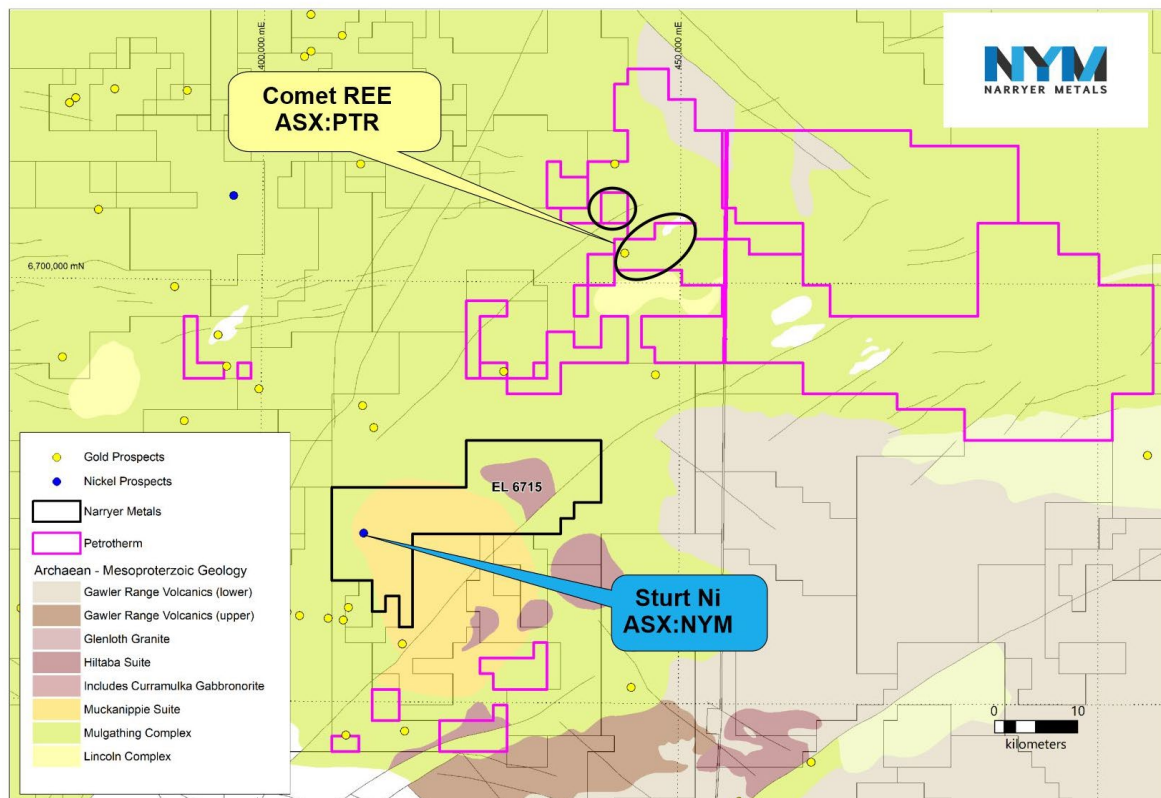 400,000 mE
450,000 mE
NYM
NARRYER METALS
Comet REE
ASX:PTR
6,700,000 mN
EL 6715
Sturt Ni
ASX:NYM
Gold Prospects
Nickel Prospects
Narryer Metals
Petrotherm
Archaean - Mesoproterzoic Geology
Gawler Range Volcanics (lower)
Gawler Range Volcanics (upper)
Glenloth Granite
Hiltaba Suite
Includes Curramulka Gabbronorite
Muckanippie Suite
Mulgathing Complex
Lincoln Complex
0 10
kilometers